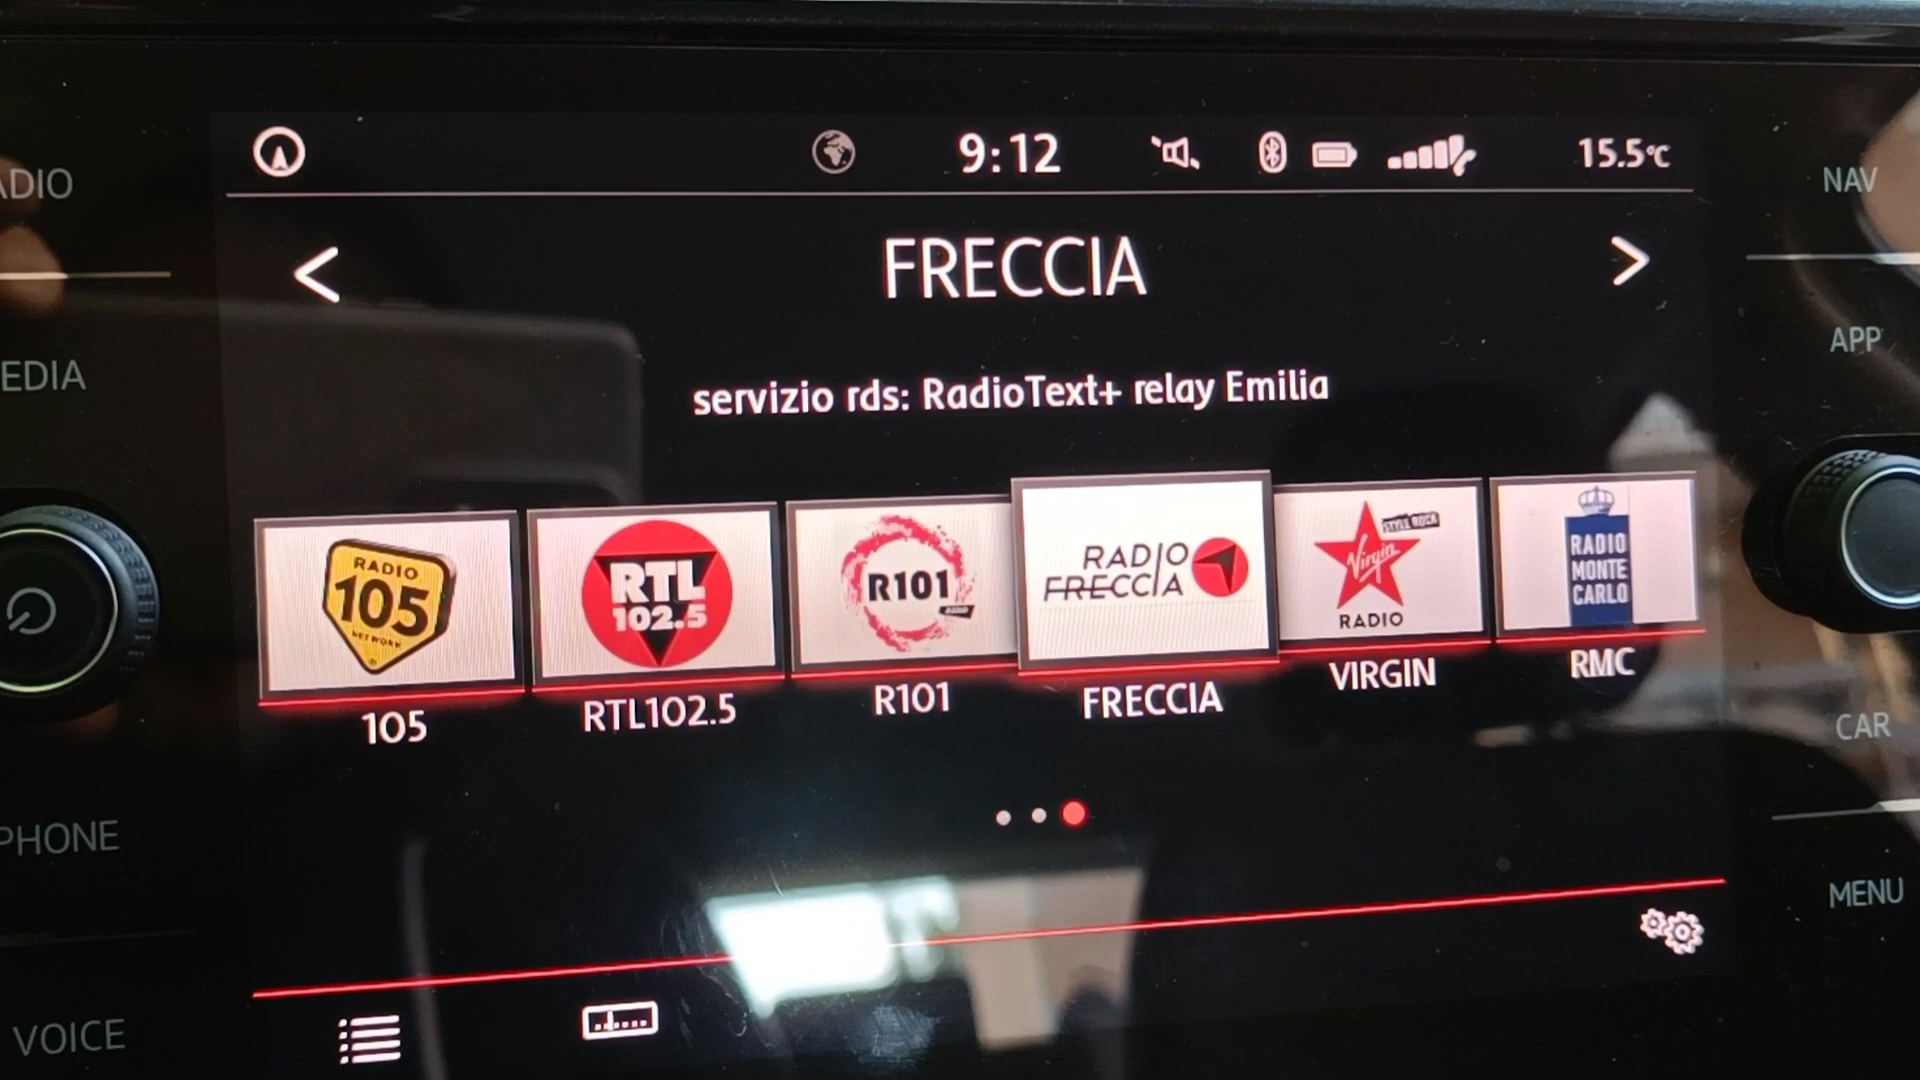 9:12
15.5°C
ADIO
NAV
FRECCIA
APP
EDIA
servizio rds: RadioText+ relay Emilia
RADIO
105
NETWORK
RTL
102.5
R101
RADIO
FRECCIA
STYLE ROCK
Virgin
RADIO
RADIO
MONTE
CARLO
105
RTL102.5
R101
FRECCIA
VIRGIN
RMC
CAR
PHONE
MENU
VOICE